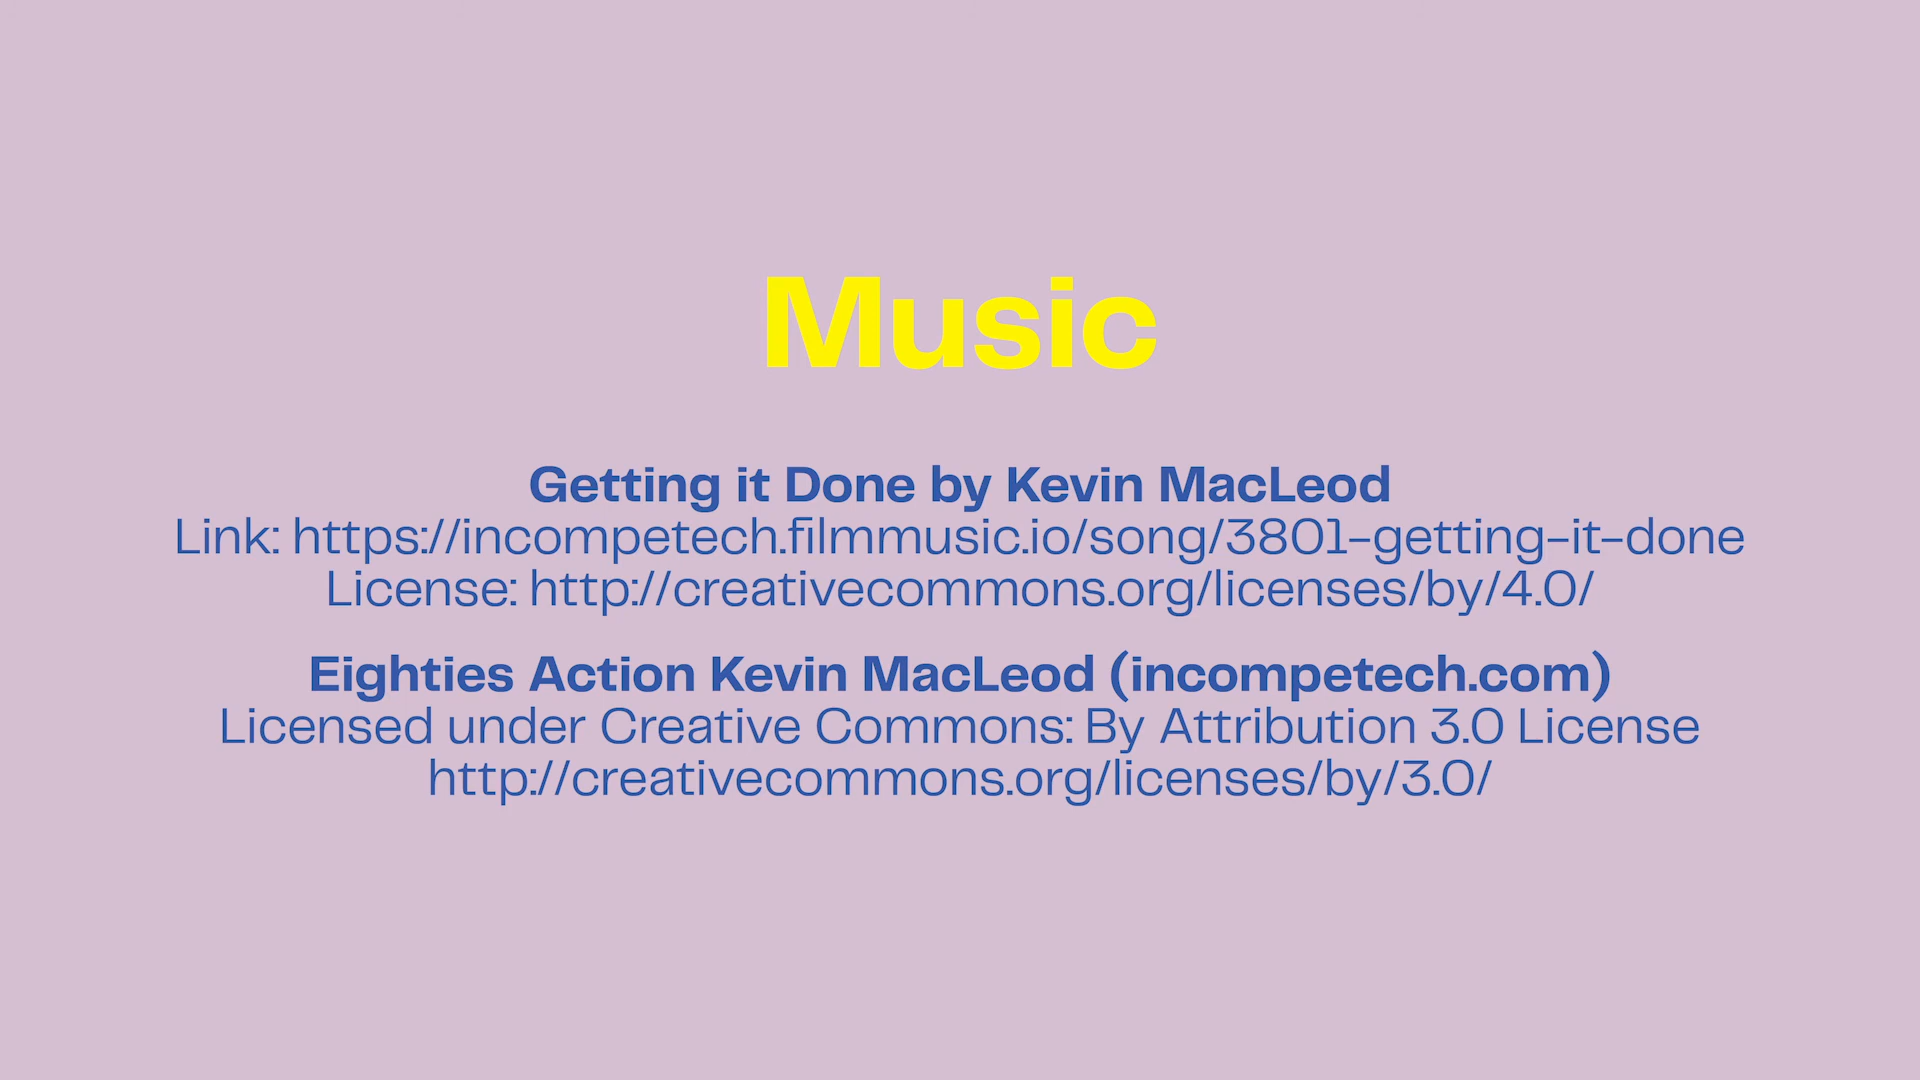 Music
Getting it Done by Kevin MacLeod
Link: https://incompetech.filmmusic.io/song/3801-getting-it-done
License: http://creativecommons.org/licenses/by/4.0/
Eighties Action Kevin MacLeod (incompetech.com)
Licensed under Creative Commons: By Attribution 3.0 License
http://creativecommons.org/licenses/by/3.0/